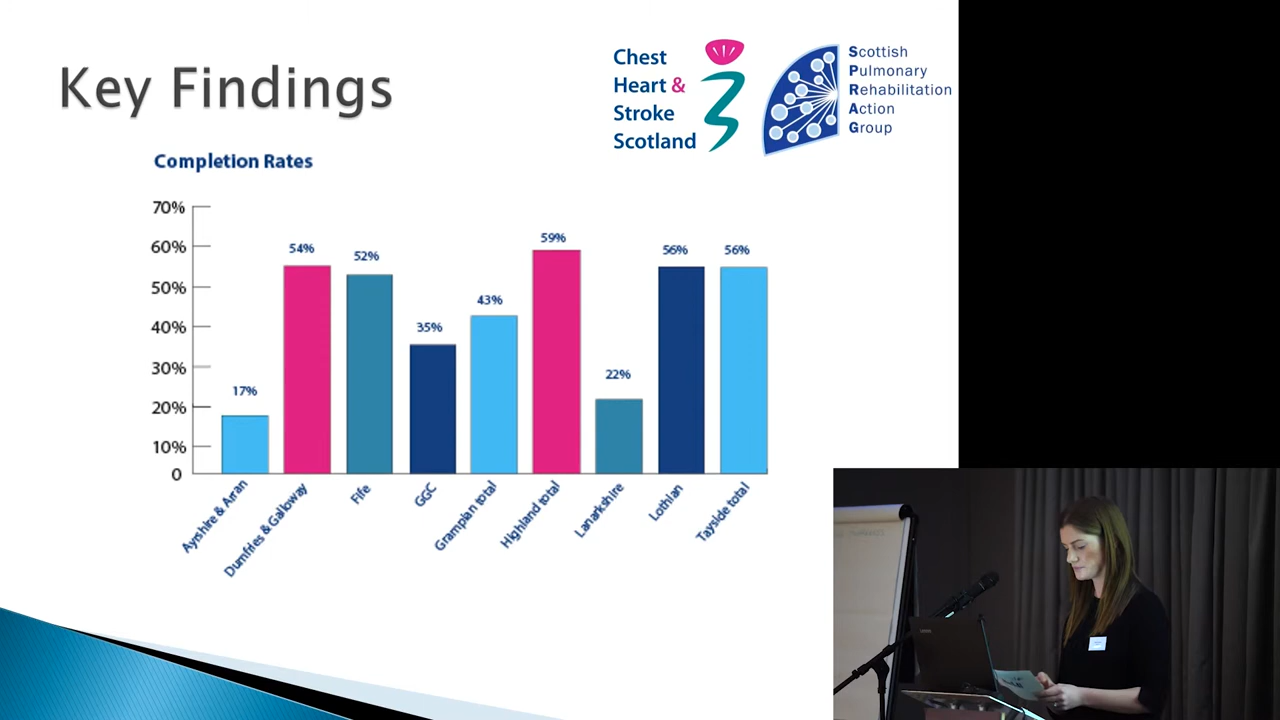 Key Findings
Chest
Heart &
Stroke
Scotland
Scottish
Pulmonary
Rehabilitation
Action
Group
Completion Rates
70%
60%
50%
40%
30%
20%
10%
0
17%
54%
52%
35%
43%
59%
22%
56%
56%
Ayrshire & Arran
Dumfries & Galloway
Fife
GGC
Grampian total
Highland total
Lanarkshire
Lothian
Tayside total